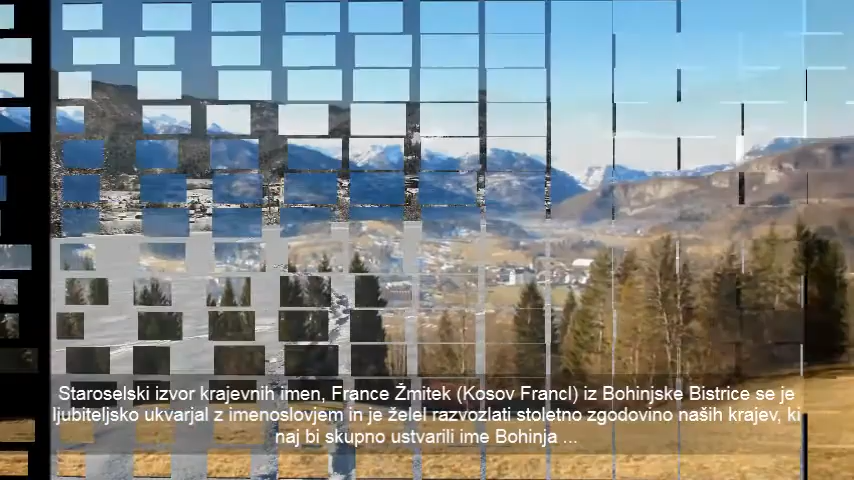 Staroselski izvor krajevnih imen, France Žmitek (Kosov Francl) iz Bohinjske Bistrice se je
ljubiteljsko ukvarjal z imenoslovjem in je želel razvozlati stoletno zgodovino naših krajev, ki
naj bi skupno ustvarili ime Bohinja ...